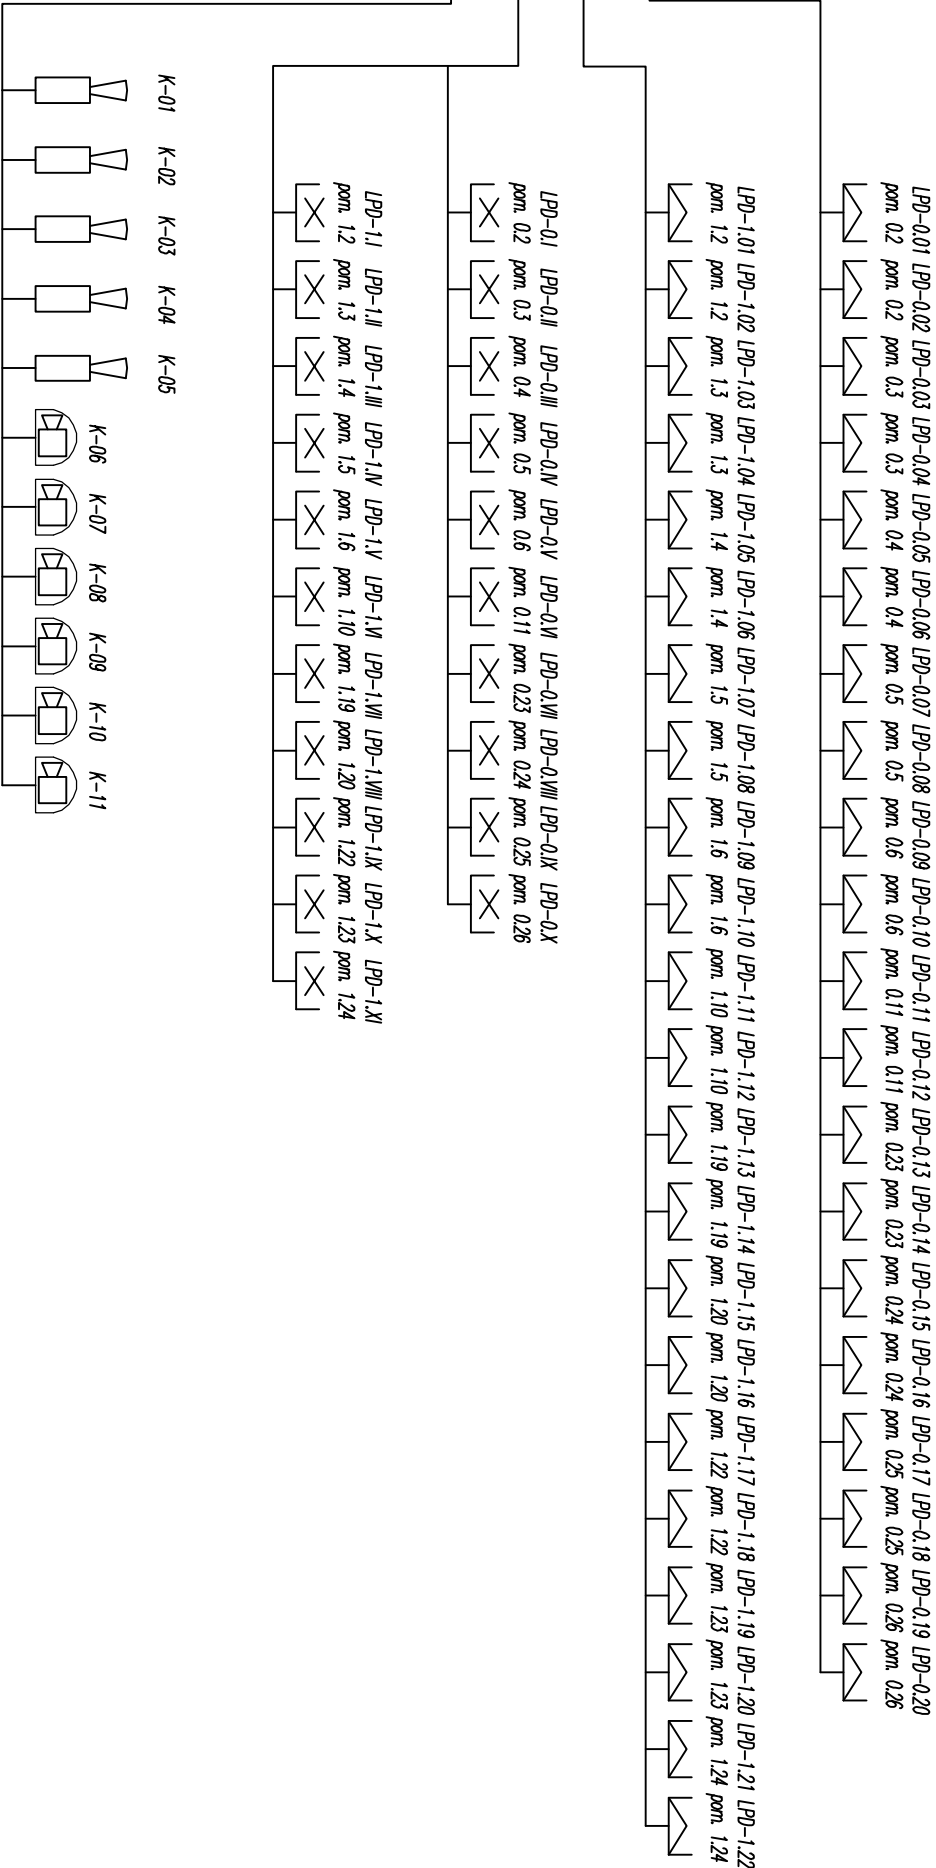 LPD-0.01 LPD-0.02 LPD-0.03 LPD-0.04 LPD-0.05 LPD-0.06 LPD-0.07 LPD-0.08 LPD-0.09 LPD-0.10 LPD-0.11 LPD-0.12 LPD-0.13 LPD-0.14 LPD-0.15 LPD-0.16 LPD-0.17 LPD-0.18 LPD-0.19 LPD-0.20
pom. 0.2 pom. 0.2 pom. 0.3 pom. 0.3 pom. 0.4 pom. 0.4 pom. 0.5 pom. 0.5 pom. 0.6 pom. 0.6 pom. 0.11 pom. 0.11 pom. 0.23 pom. 0.23 pom. 0.24 pom. 0.24 pom. 0.25 pom. 0.25 pom. 0.26 pom. 0.26
LPD-1.01 LPD-1.02 LPD-1.03 LPD-1.04 LPD-1.05 LPD-1.06 LPD-1.07 LPD-1.08 LPD-1.09 LPD-1.10 LPD-1.11 LPD-1.12 LPD-1.13 LPD-1.14 LPD-1.15 LPD-1.16 LPD-1.17 LPD-1.18 LPD-1.19 LPD-1.20 LPD-1.21 LPD-1.22
pom. 1.2 pom. 1.2 pom. 1.3 pom. 1.3 pom. 1.4 pom. 1.4 pom. 1.5 pom. 1.5 pom. 1.6 pom. 1.6 pom. 1.10 pom. 1.10 pom. 1.19 pom. 1.19 pom. 1.20 pom. 1.20 pom. 1.22 pom. 1.22 pom. 1.23 pom. 1.23 pom. 1.24 pom. 1.24
LPD-0.I LPD-0.II LPD-0.III LPD-0.IV LPD-0.V LPD-0.VI LPD-0.VII LPD-0.VIII LPD-0.IX LPD-0.X
pom. 0.2 pom. 0.3 pom. 0.4 pom. 0.5 pom. 0.6 pom. 0.11 pom. 0.23 pom. 0.24 pom. 0.25 pom. 0.26
LPD-1.I LPD-1.II LPD-1.III LPD-1.IV LPD-1.V LPD-1.VI LPD-1.VII LPD-1.VIII LPD-1.IX LPD-1.X LPD-1.XI
pom. 1.2 pom. 1.3 pom. 1.4 pom. 1.5 pom. 1.6 pom. 1.10 pom. 1.19 pom. 1.20 pom. 1.22 pom. 1.23 pom. 1.24
K-01 K-02 K-03 K-04 K-05
K-06 K-07 K-08 K-09 K-10 K-11